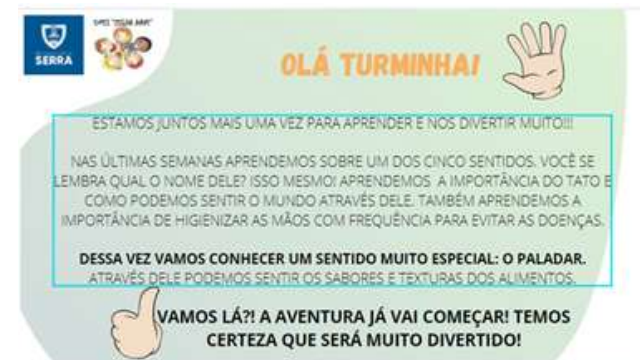 SERRA
OLÁ TURMINHA!
ESTAMOS JUNTOS MAIS UMA VEZ PARA APRENDER E NOS DIVERTIR MUITO!!!
NAS ÚLTIMAS SEMANAS APRENDEMOS SOBRE UM DOS CINCO SENTIDOS. VOCÊ SE
LEMBRA QUAL O NOME DELE? ISSO MESMO! APRENDEMOS A IMPORTÂNCIA DO TATO E
COMO PODEMOS SENTIR O MUNDO ATRAVÉS DELE. TAMBÉM APRENDEMOS A
IMPORTÂNCIA DE HIGIENIZAR AS MÃOS COM FREQUÊNCIA PARA EVITAR AS DOENÇAS.
DESSA VEZ VAMOS CONHECER UM SENTIDO MUITO ESPECIAL: O PALADAR.
ATRAVÉS DELE PODEMOS SENTIR OS SABORES E TEXTURAS DOS ALIMENTOS.
VAMOS LÁ?! A AVENTURA JÁ VAI COMEÇAR! TEMOS
CERTEZA QUE SERÁ MUITO DIVERTIDO!